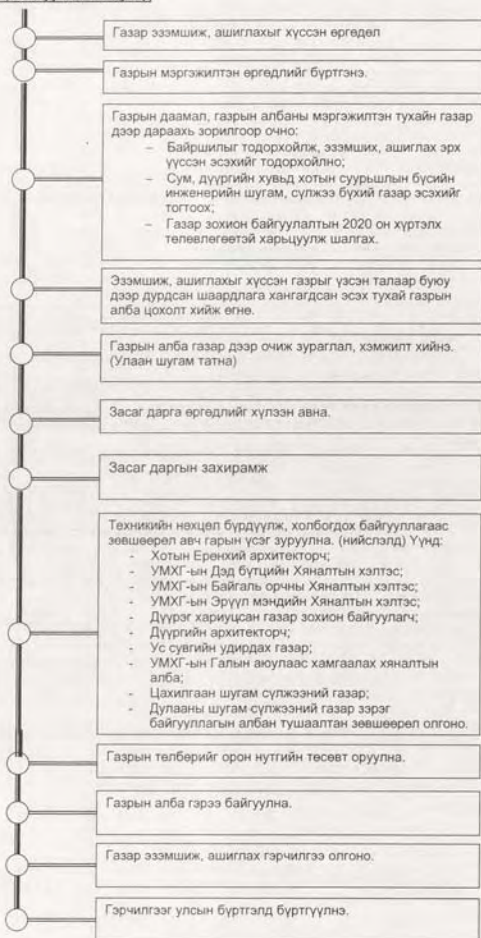 Газар эзэмшиж, ашиглахыг хүссэн өргөдөл
Газрын мэргэжилтэн өргөдлийг бүртгэнэ.
Газрын даамал, газрын албаны мэргэжилтэн тухайн газар
дээр дараахь зорилгоор очно:
– Байршилыг тодорхойлж, эзэмших, ашиглах эрх
үүссэн эсэхийг тодорхойлно;
– Сум, дүүргийн хувьд хотын суурьшлын бүсийн
инженерийн шугам, сүлжээ бүхий газар эсэхийг
тогтоох;
– Газар зохион байгуулалтын 2020 он хүртэлх
төлөвлөгөөтэй харьцуулж шалгах.
Эзэмшиж, ашиглахыг хүссэн газрыг үзсэн талаар буюу
дээр дурдсан шаардлага хангагдсан эсэх тухай газрын
алба цохолт хийж өгнө.
Газрын алба газар дээр очиж зураглал, хэмжилт хийнэ.
(Улаан шугам татна)
Засаг дарга өргөдлийг хүлээн авна.
Засаг даргын захирамж
Техникийн нөхцөл бүрдүүлж, холбогдох байгууллагаас
зөвшөөрөл авч гарын үсэг зуруулна. (нийслэлд) Үүнд:
- Хотын Ерөнхий архитекторч;
- УМХГ-ын Дэд бүтцийн Хяналтын хэлтэс;
- УМХГ-ын Байгаль орчны Хяналтын хэлтэс;
- УМХГ-ын Эрүүл мэндийн Хяналтын хэлтэс;
- Дүүрэг хариуцсан газар зохион байгуулагч;
- Дүүргийн архитекторч;
- Ус сувгийн удирдах газар;
- УМХГ-ын Галын аюулаас хамгаалах хяналтын
алба;
- Цахилгаан шугам сүлжээний газар;
- Дулааны шугам сүлжээний газар зэрэг
байгууллагын албан тушаалтан зөвшөөрөл олгоно.
Газрын төлбөрийг орон нутгийн төсөвт оруулна.
Газрын алба гэрээ байгуулна.
Газар эзэмшиж, ашиглах гэрчилгээ олгоно.
Гэрчилгээг улсын бүртгэлд бүртгүүлнэ.